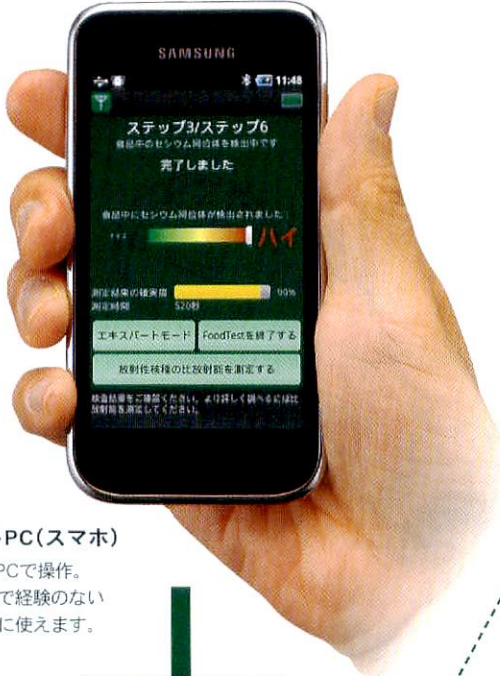 SAMSUNG
11:48
ステップ3/ステップ6
食品中のセシウム同位体を検出中です
完了しました
食品中にセシウム同位体が検出されました：
ハイ
測定結果の確実度
測定時間 520秒
エキスパートモード FoodTestを終了する
放射性核種の比放射能を測定する
検査結果をご確認ください。より詳しく調べるには比
放射能を測定してください。
PC(スマホ)
PCで操作。
で経験のない
に使えます。